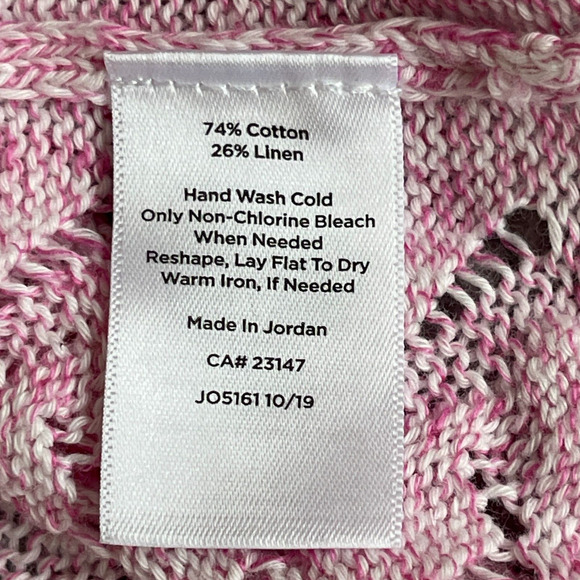 74% Cotton
26% Linen
Hand Wash Cold
Only Non-Chlorine Bleach
When Needed
Reshape, Lay Flat To Dry
Warm Iron, If Needed
Made In Jordan
CA# 23147
JO5161 10/19